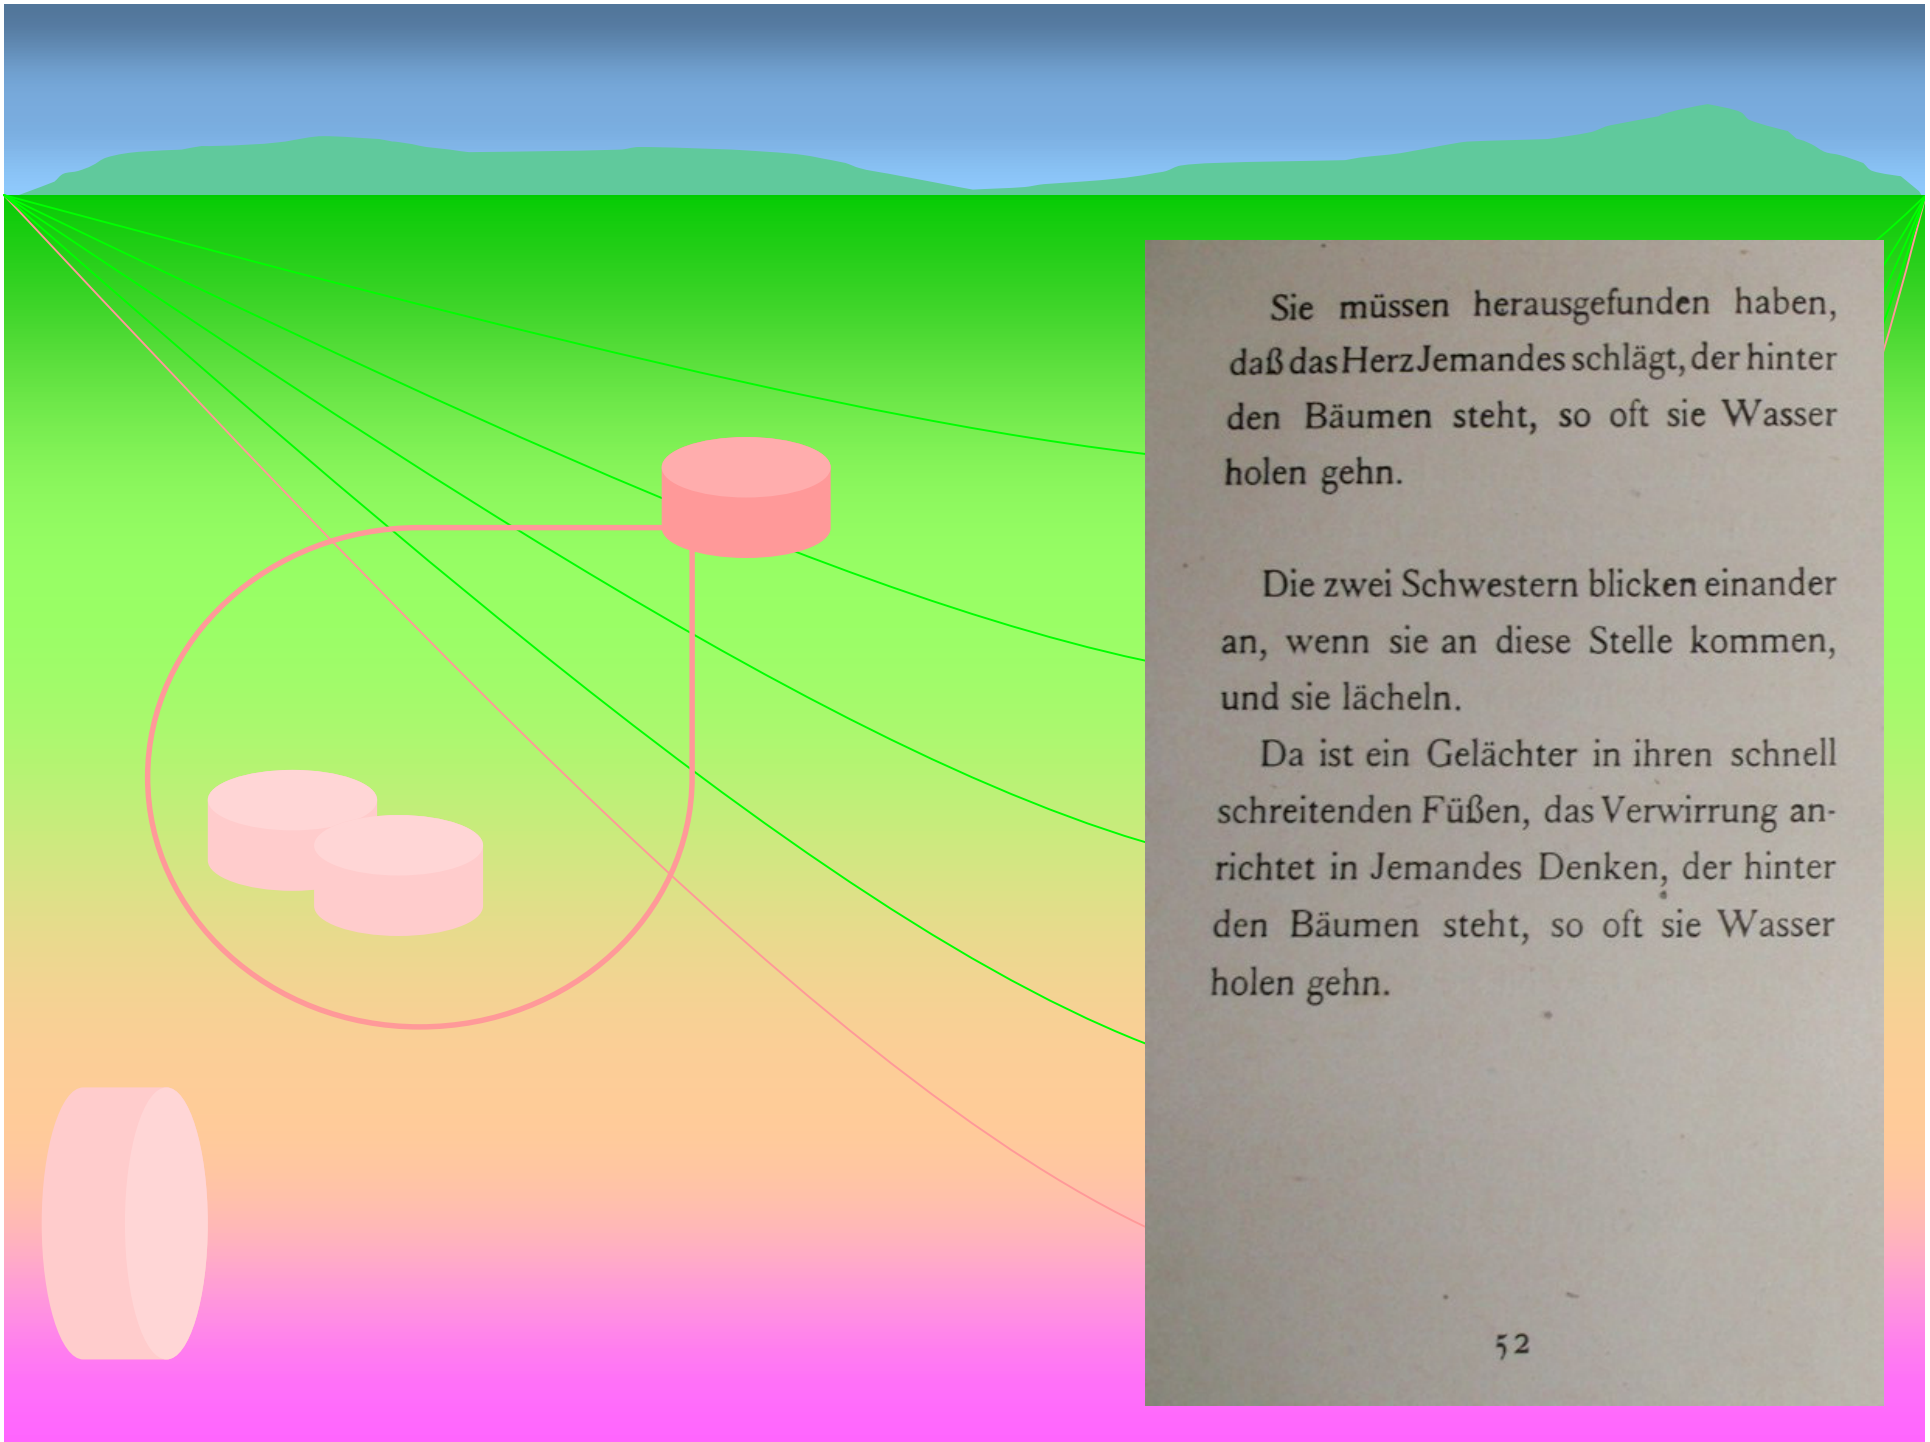 Sie müssen herausgefunden haben,
daß das Herz Jemandes schlägt, der hinter
den Bäumen steht, so oft sie Wasser
holen gehn.
Die zwei Schwestern blicken einander
an, wenn sie an diese Stelle kommen,
und sie lächeln.
Da ist ein Gelächter in ihren schnell
schreitenden Füßen, das Verwirrung an-
richtet in Jemandes Denken, der hinter
den Bäumen steht, so oft sie Wasser
holen gehn.
52